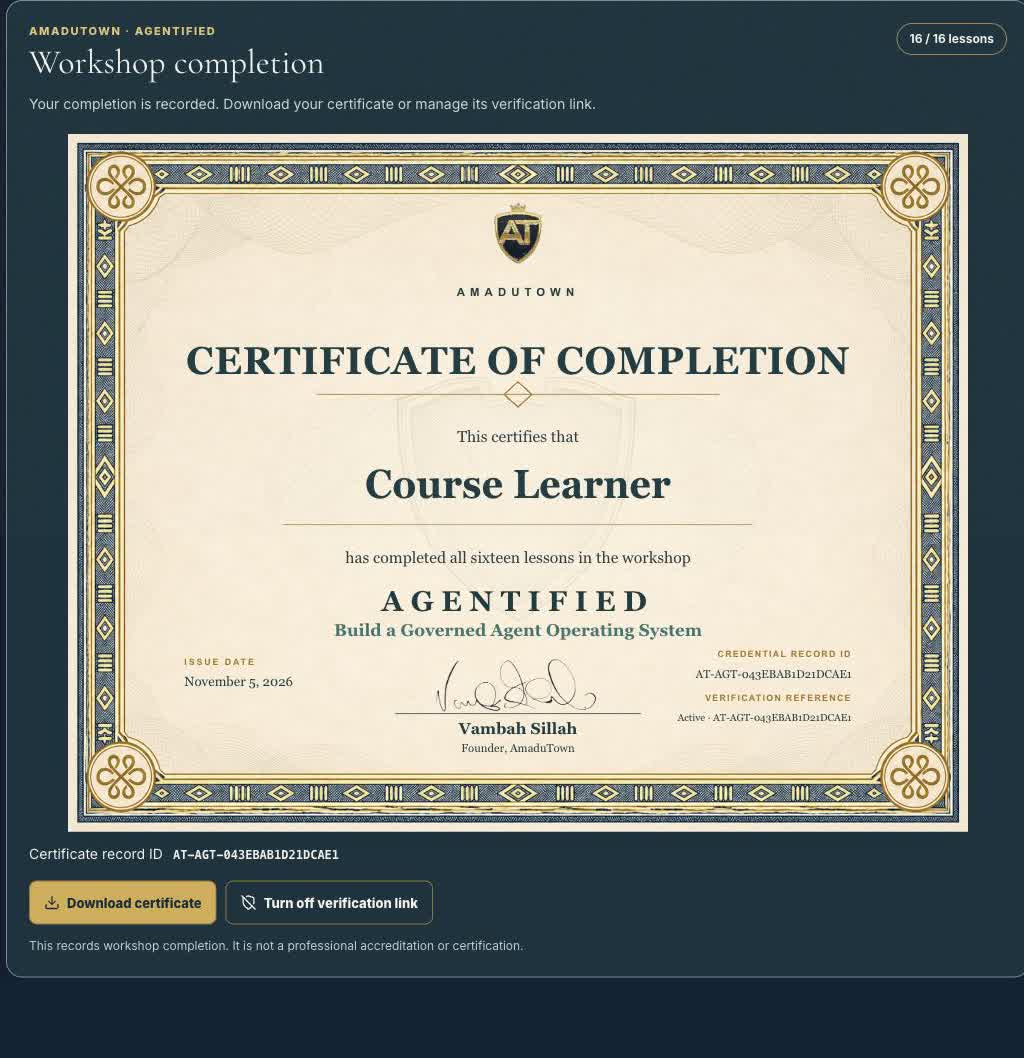 AMADUTOWN · AGENTIFIED
Workshop completion
16 / 16 lessons
Your completion is recorded. Download your certificate or manage its verification link.
AT
AMADUTOWN
CERTIFICATE OF COMPLETION
This certifies that
Course Learner
has completed all sixteen lessons in the workshop
AGENTIFIED
Build a Governed Agent Operating System
ISSUE DATE
November 5, 2026
Vambah Sillah
Founder, AmaduTown
CREDENTIAL RECORD ID
AT-AGT-043EBAB1D21DCAE1
VERIFICATION REFERENCE
Active · AT-AGT-043EBAB1D21DCAE1
Certificate record ID AT-AGT-043EBAB1D21DCAE1
Download certificate
Turn off verification link
This records workshop completion. It is not a professional accreditation or certification.